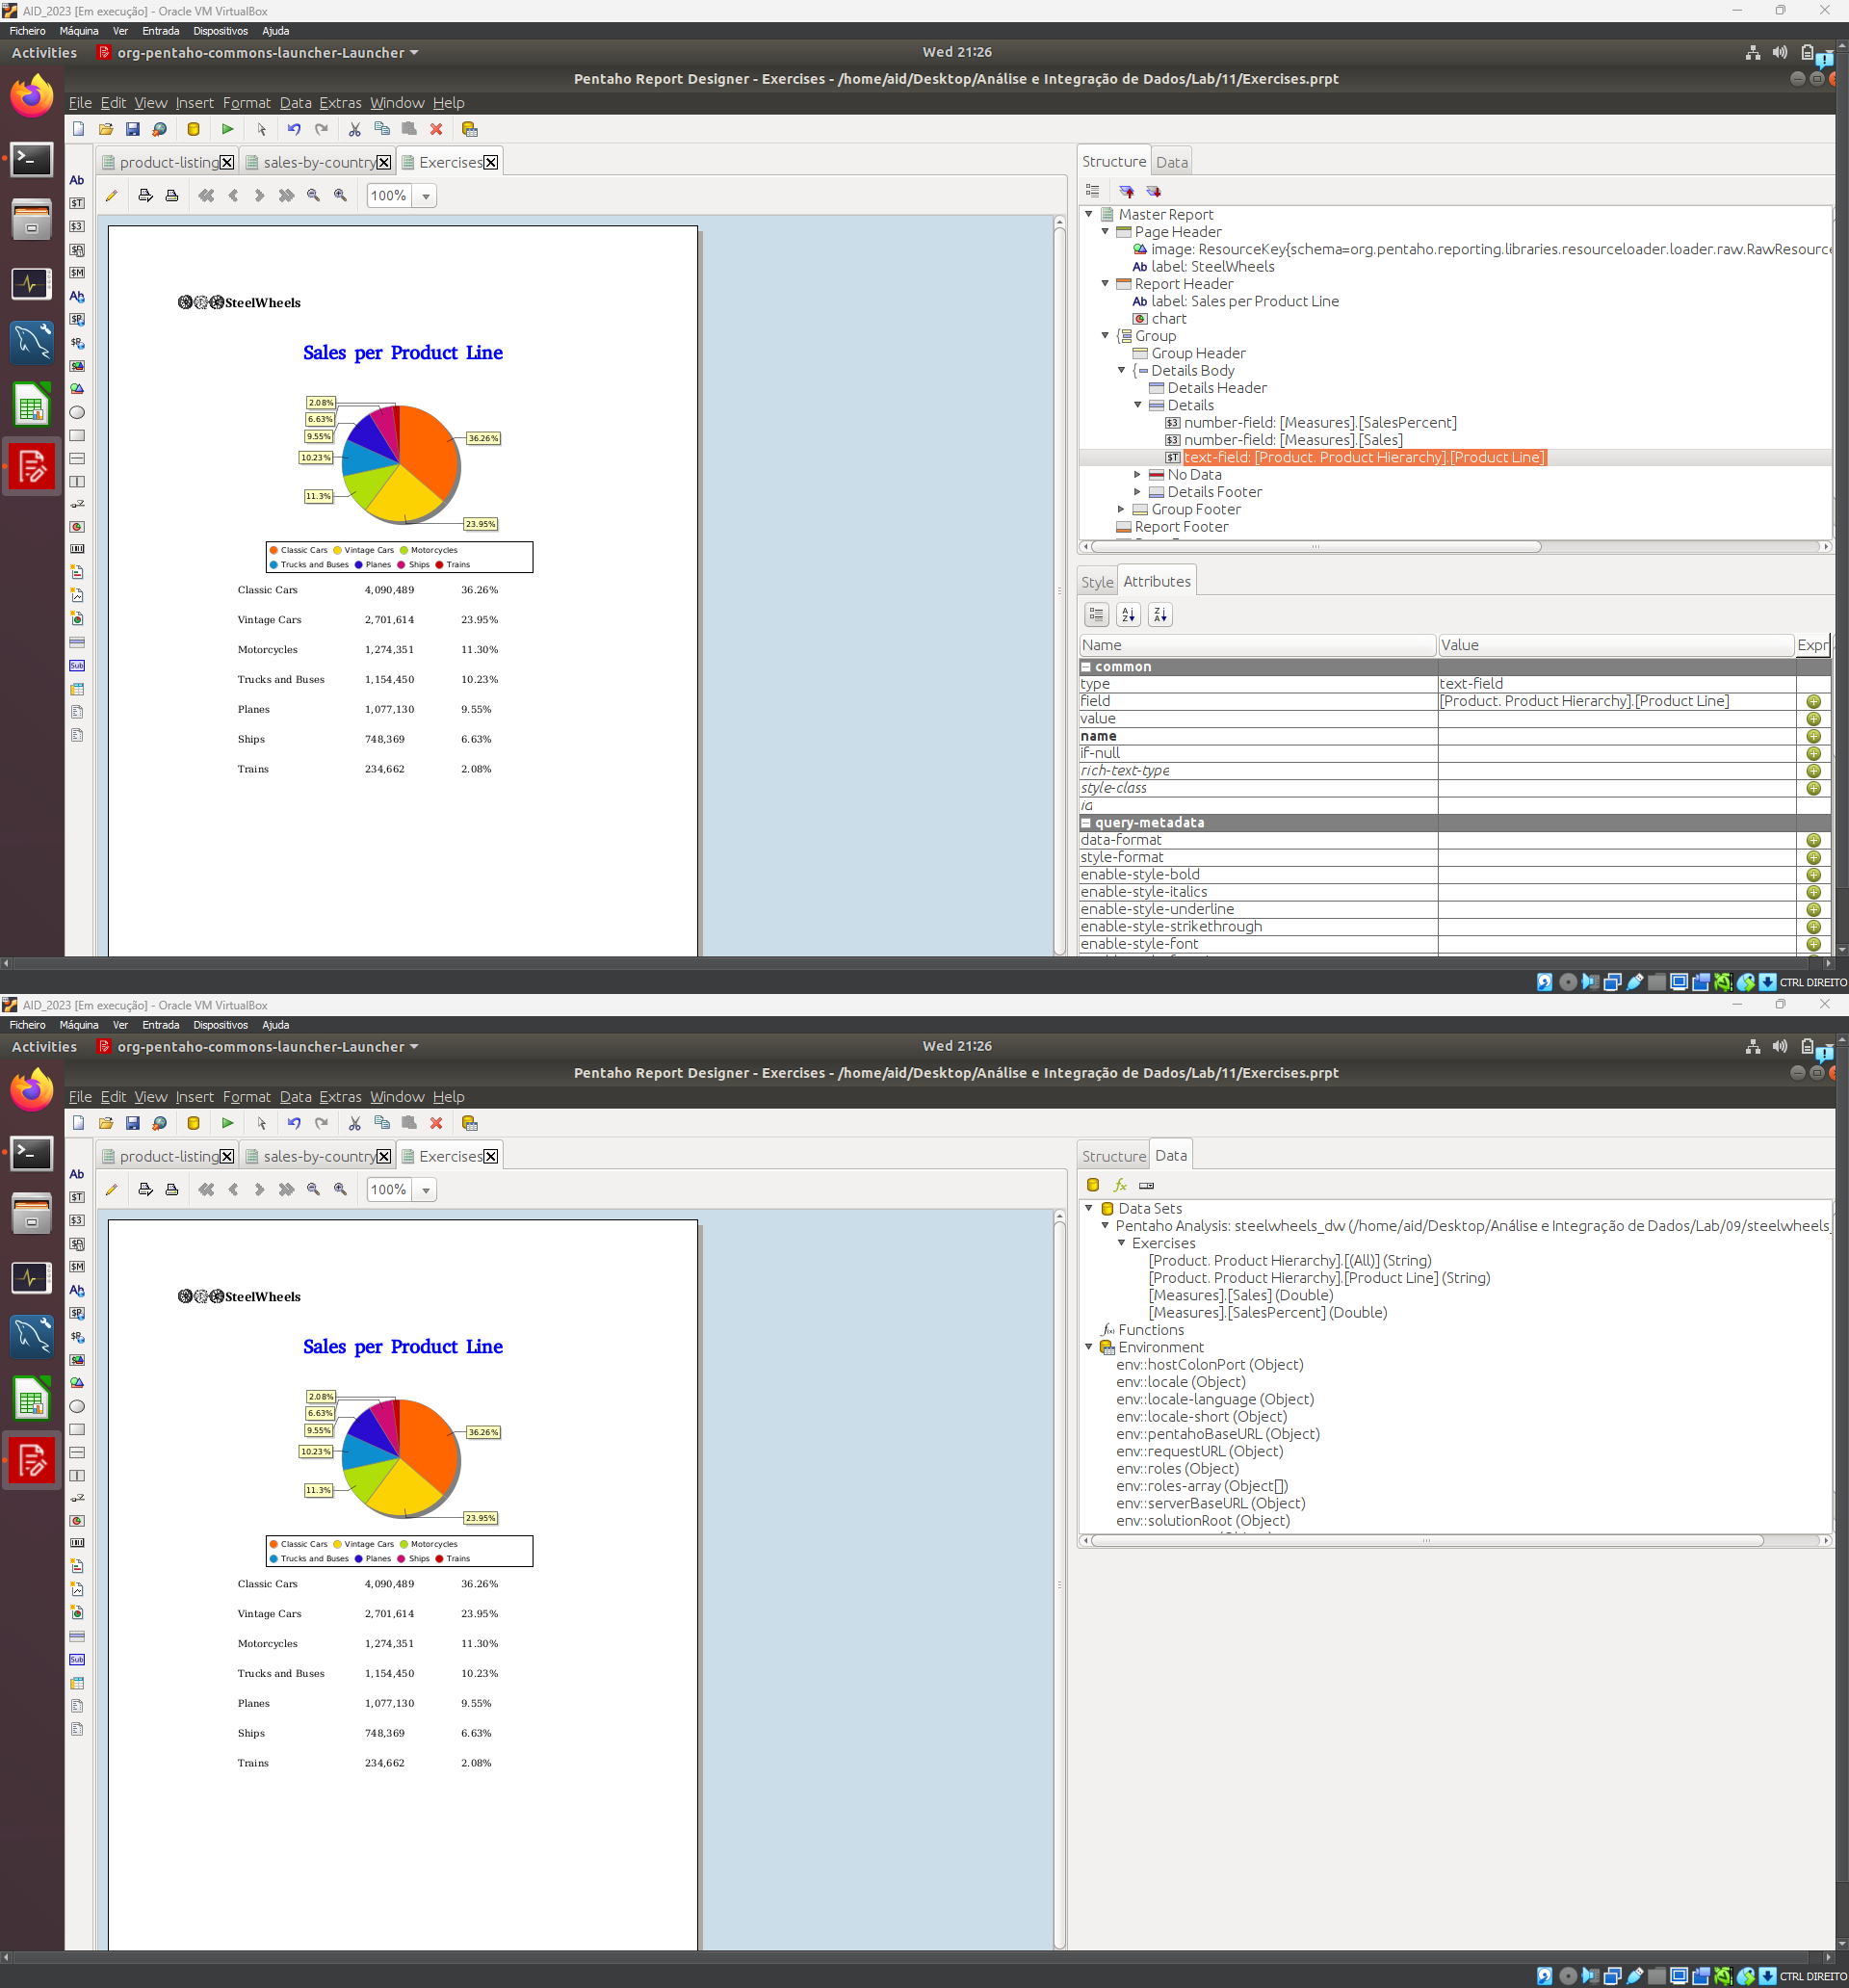 AID_2023 [Em execução] - Oracle VM VirtualBox
Ficheiro Máquina Ver Entrada Dispositivos Ajuda
Activities org-pentaho-commons-launcher-Launcher Wed 21:26
Pentaho Report Designer - Exercises - /home/aid/Desktop/Análise e Integração de Dados/Lab/11/Exercises.prpt
File Edit View Insert Format Data Extras Window Help
product-listing sales-by-country Exercises
100%
SteelWheels
Sales per Product Line
2.08%
6.63%
9.55%
36.26%
10.23%
11.3%
23.95%
Classic Cars Vintage Cars Motorcycles
Trucks and Buses Planes Ships Trains
Classic Cars 4,090,489 36.26%
Vintage Cars 2,701,614 23.95%
Motorcycles 1,274,351 11.30%
Trucks and Buses 1,154,450 10.23%
Planes 1,077,130 9.55%
Ships 748,369 6.63%
Trains 234,662 2.08%
Structure Data
Master Report
Page Header
image: ResourceKey{schema=org.pentaho.reporting.libraries.resourceloader.loader.raw.RawResource
Ab label: SteelWheels
Report Header
Ab label: Sales per Product Line
chart
Group
Group Header
Details Body
Details Header
Details
$3 number-field: [Measures].[SalesPercent]
$3 number-field: [Measures].[Sales]
$T text-field: [Product. Product Hierarchy].[Product Line]
No Data
Details Footer
Group Footer
Report Footer
Style Attributes
Name Value Expr
common
type text-field
field [Product. Product Hierarchy].[Product Line]
value
name
if-null
rich-text-type
style-class
id
query-metadata
data-format
style-format
enable-style-bold
enable-style-italics
enable-style-underline
enable-style-strikethrough
enable-style-font
CTRL DIREITO
AID_2023 [Em execução] - Oracle VM VirtualBox
Ficheiro Máquina Ver Entrada Dispositivos Ajuda
Activities org-pentaho-commons-launcher-Launcher Wed 21:26
Pentaho Report Designer - Exercises - /home/aid/Desktop/Análise e Integração de Dados/Lab/11/Exercises.prpt
File Edit View Insert Format Data Extras Window Help
product-listing sales-by-country Exercises
100%
SteelWheels
Sales per Product Line
2.08%
6.63%
9.55%
36.26%
10.23%
11.3%
23.95%
Classic Cars Vintage Cars Motorcycles
Trucks and Buses Planes Ships Trains
Classic Cars 4,090,489 36.26%
Vintage Cars 2,701,614 23.95%
Motorcycles 1,274,351 11.30%
Trucks and Buses 1,154,450 10.23%
Planes 1,077,130 9.55%
Ships 748,369 6.63%
Trains 234,662 2.08%
Structure Data
Data Sets
Pentaho Analysis: steelwheels_dw (/home/aid/Desktop/Análise e Integração de Dados/Lab/09/steelwheels_
Exercises
[Product. Product Hierarchy].[(All)] (String)
[Product. Product Hierarchy].[Product Line] (String)
[Measures].[Sales] (Double)
[Measures].[SalesPercent] (Double)
Functions
Environment
env::hostColonPort (Object)
env::locale (Object)
env::locale-language (Object)
env::locale-short (Object)
env::pentahoBaseURL (Object)
env::requestURL (Object)
env::roles (Object)
env::roles-array (Object[])
env::serverBaseURL (Object)
env::solutionRoot (Object)
CTRL DIREITO